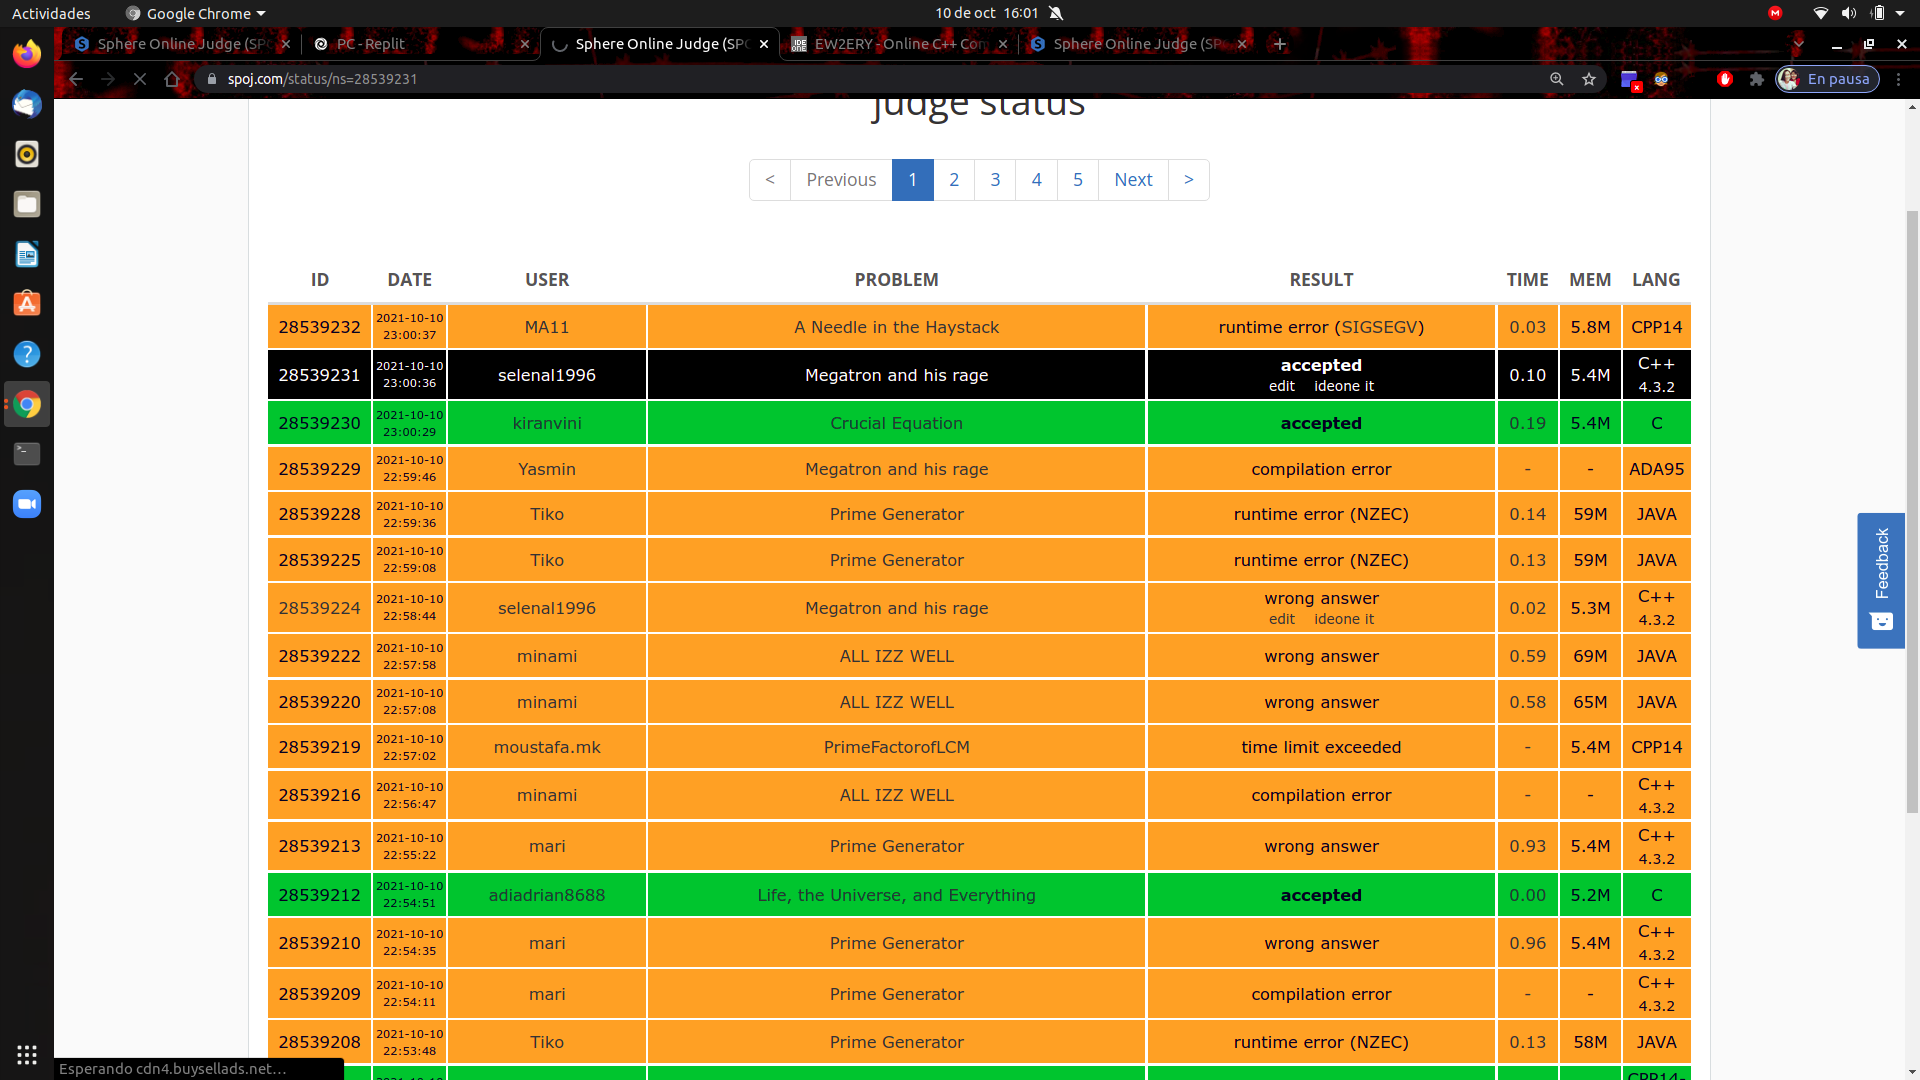 Actividades Google Chrome 10 de oct 16:01
Sphere Online Judge (SPO PC - Replit Sphere Online Judge (SPO EW2ERY - Online C++ Com Sphere Online Judge (SPO
spoj.com/status/ns=28539231 En pausa
judge status
< Previous 1 2 3 4 5 Next >
ID DATE USER PROBLEM RESULT TIME MEM LANG
28539232 2021-10-10 23:00:37 MA11 A Needle in the Haystack runtime error (SIGSEGV) 0.03 5.8M CPP14
28539231 2021-10-10 23:00:36 selenal1996 Megatron and his rage accepted edit ideone it 0.10 5.4M C++ 4.3.2
28539230 2021-10-10 23:00:29 kiranvini Crucial Equation accepted 0.19 5.4M C
28539229 2021-10-10 22:59:46 Yasmin Megatron and his rage compilation error - - ADA95
28539228 2021-10-10 22:59:36 Tiko Prime Generator runtime error (NZEC) 0.14 59M JAVA
28539225 2021-10-10 22:59:08 Tiko Prime Generator runtime error (NZEC) 0.13 59M JAVA
28539224 2021-10-10 22:58:44 selenal1996 Megatron and his rage wrong answer edit ideone it 0.02 5.3M C++ 4.3.2
28539222 2021-10-10 22:57:58 minami ALL IZZ WELL wrong answer 0.59 69M JAVA
28539220 2021-10-10 22:57:08 minami ALL IZZ WELL wrong answer 0.58 65M JAVA
28539219 2021-10-10 22:57:02 moustafa.mk PrimeFactorofLCM time limit exceeded - 5.4M CPP14
28539216 2021-10-10 22:56:47 minami ALL IZZ WELL compilation error - - C++ 4.3.2
28539213 2021-10-10 22:55:22 mari Prime Generator wrong answer 0.93 5.4M C++ 4.3.2
28539212 2021-10-10 22:54:51 adiadrian8688 Life, the Universe, and Everything accepted 0.00 5.2M C
28539210 2021-10-10 22:54:35 mari Prime Generator wrong answer 0.96 5.4M C++ 4.3.2
28539209 2021-10-10 22:54:11 mari Prime Generator compilation error - - C++ 4.3.2
28539208 2021-10-10 22:53:48 Tiko Prime Generator runtime error (NZEC) 0.13 58M JAVA
Feedback
Esperando cdn4.buysellads.net...